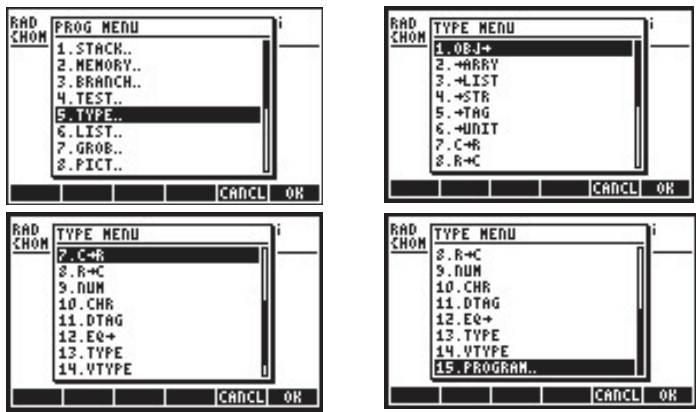 RAD
CHOM
PROG MENU
i
1.STACK..
2.MEMORY..
3.BRANCH..
4.TEST..
5.TYPE..
6.LIST..
7.GROB..
8.PICT..
CANCL OK
RAD
CHOM
TYPE MENU
i
1.OBJ→
2.→ARRY
3.→LIST
4.→STR
5.→TAG
6.→UNIT
7.C→R
8.R→C
CANCL OK
RAD
CHOM
TYPE MENU
i
7.C→R
8.R→C
9.NUM
10.CHR
11.DTAG
12.EQ→
13.TYPE
14.VTYPE
CANCL OK
RAD
CHOM
TYPE MENU
i
8.R→C
9.NUM
10.CHR
11.DTAG
12.EQ→
13.TYPE
14.VTYPE
15.PROGRAM..
CANCL OK